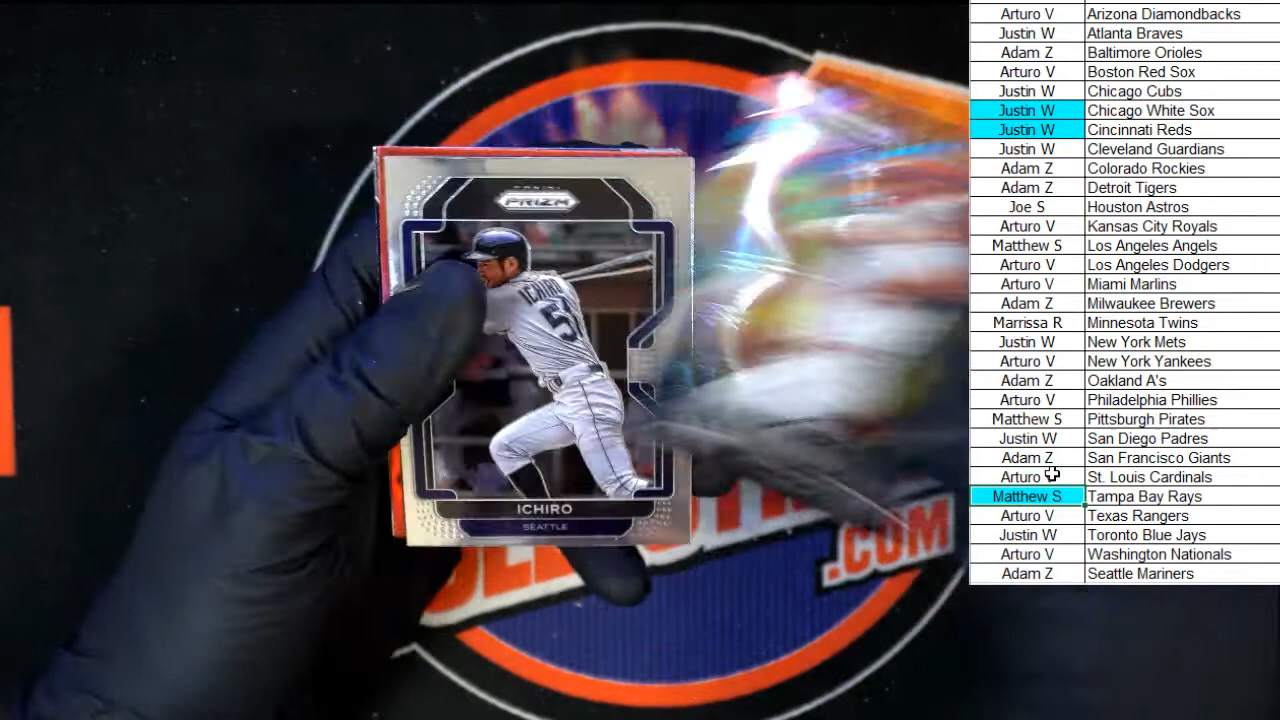 Arturo V Arizona Diamondbacks
Justin W Atlanta Braves
Adam Z Baltimore Orioles
Arturo V Boston Red Sox
Justin W Chicago Cubs
Justin W Chicago White Sox
Justin W Cincinnati Reds
Justin W Cleveland Guardians
Adam Z Colorado Rockies
Adam Z Detroit Tigers
Joe S Houston Astros
Arturo V Kansas City Royals
Matthew S Los Angeles Angels
Arturo V Los Angeles Dodgers
Arturo V Miami Marlins
Adam Z Milwaukee Brewers
Marrissa R Minnesota Twins
Justin W New York Mets
Arturo V New York Yankees
Adam Z Oakland A's
Arturo V Philadelphia Phillies
Matthew S Pittsburgh Pirates
Justin W San Diego Padres
Adam Z San Francisco Giants
Arturo St. Louis Cardinals
Matthew S Tampa Bay Rays
Arturo V Texas Rangers
Justin W Toronto Blue Jays
Arturo V Washington Nationals
Adam Z Seattle Mariners
PANINI
PRIZM
ICHIRO
51
ICHIRO
SEATTLE
.COM